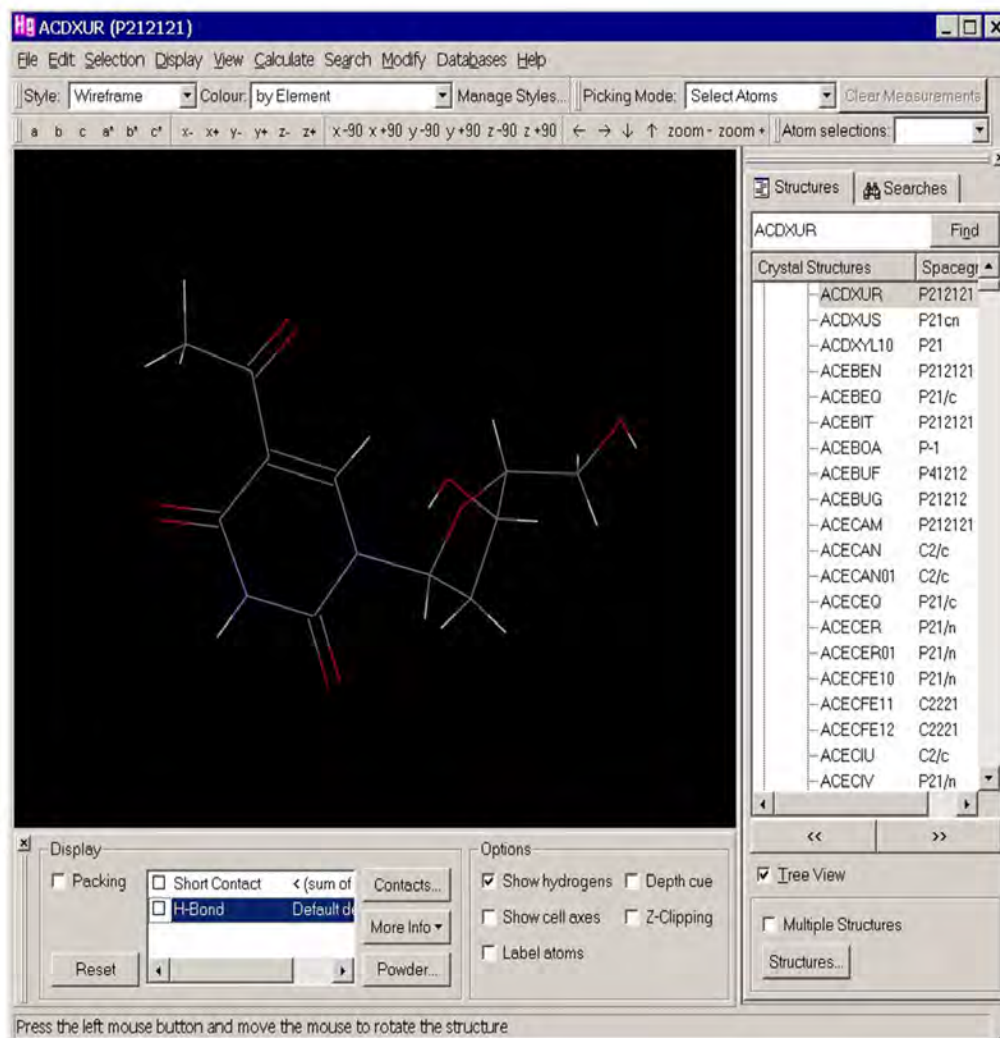 Hg ACDXUR (P212121)
File Edit Selection Display View Calculate Search Modify Databases Help
Style: Wireframe Colour: by Element Manage Styles... Picking Mode: Select Atoms Clear Measurements
a b c a* b* c* x- x+ y- y+ z- z+ x-90 x+90 y-90 y+90 z-90 z+90 ← → ↓ ↑ zoom- zoom+ Atom selections:
Structures Searches
ACDXUR Find
Crystal Structures Spacegr
ACDXUR P212121
ACDXUS P21cn
ACDXYL10 P21
ACEBEN P212121
ACEBEQ P21/c
ACEBIT P212121
ACEBOA P-1
ACEBUF P41212
ACEBUG P21212
ACECAM P212121
ACECAN C2/c
ACECAN01 C2/c
ACECEQ P21/c
ACECER P21/n
ACECER01 P21/n
ACECFE10 P21/n
ACECFE11 C2221
ACECFE12 C2221
ACECIU C2/c
ACECIV P21/n
<< >>
Tree View
Multiple Structures
Structures...
Display
Packing
Short Contact < (sum of
H-Bond Default de
Contacts...
More Info
Reset
Powder...
Options
Show hydrogens Depth cue
Show cell axes Z-Clipping
Label atoms
Press the left mouse button and move the mouse to rotate the structure